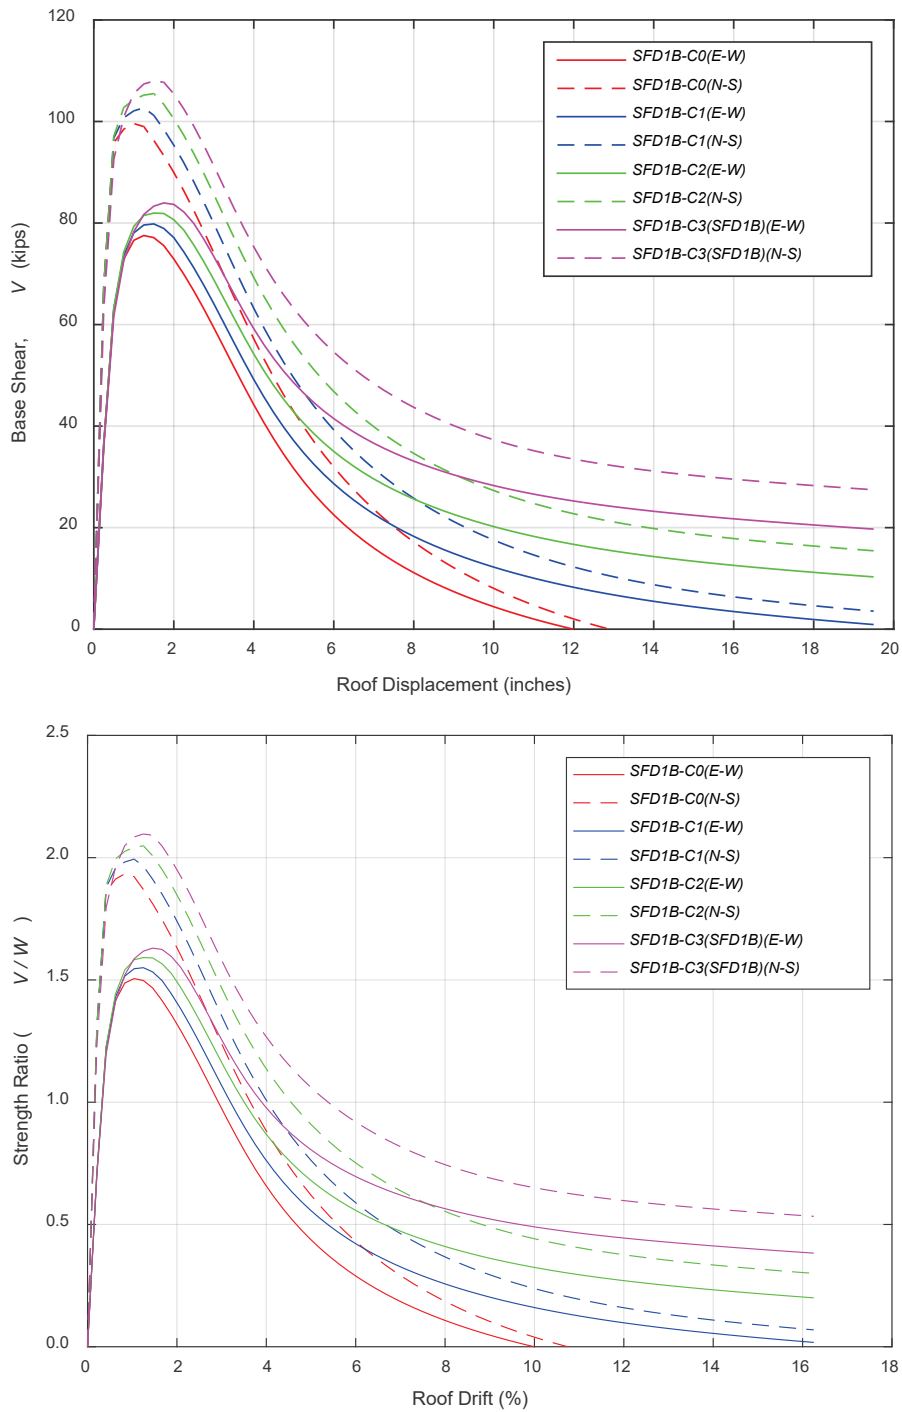 120
100
80
60
40
20
0
Base Shear, V (kips)
SFD1B-C0(E-W)
SFD1B-C0(N-S)
SFD1B-C1(E-W)
SFD1B-C1(N-S)
SFD1B-C2(E-W)
SFD1B-C2(N-S)
SFD1B-C3(SFD1B)(E-W)
SFD1B-C3(SFD1B)(N-S)
0 2 4 6 8 10 12 14 16 18 20
Roof Displacement (inches)
2.5
2.0
1.5
1.0
0.5
0.0
Strength Ratio ( V / W )
SFD1B-C0(E-W)
SFD1B-C0(N-S)
SFD1B-C1(E-W)
SFD1B-C1(N-S)
SFD1B-C2(E-W)
SFD1B-C2(N-S)
SFD1B-C3(SFD1B)(E-W)
SFD1B-C3(SFD1B)(N-S)
0 2 4 6 8 10 12 14 16 18
Roof Drift (%)